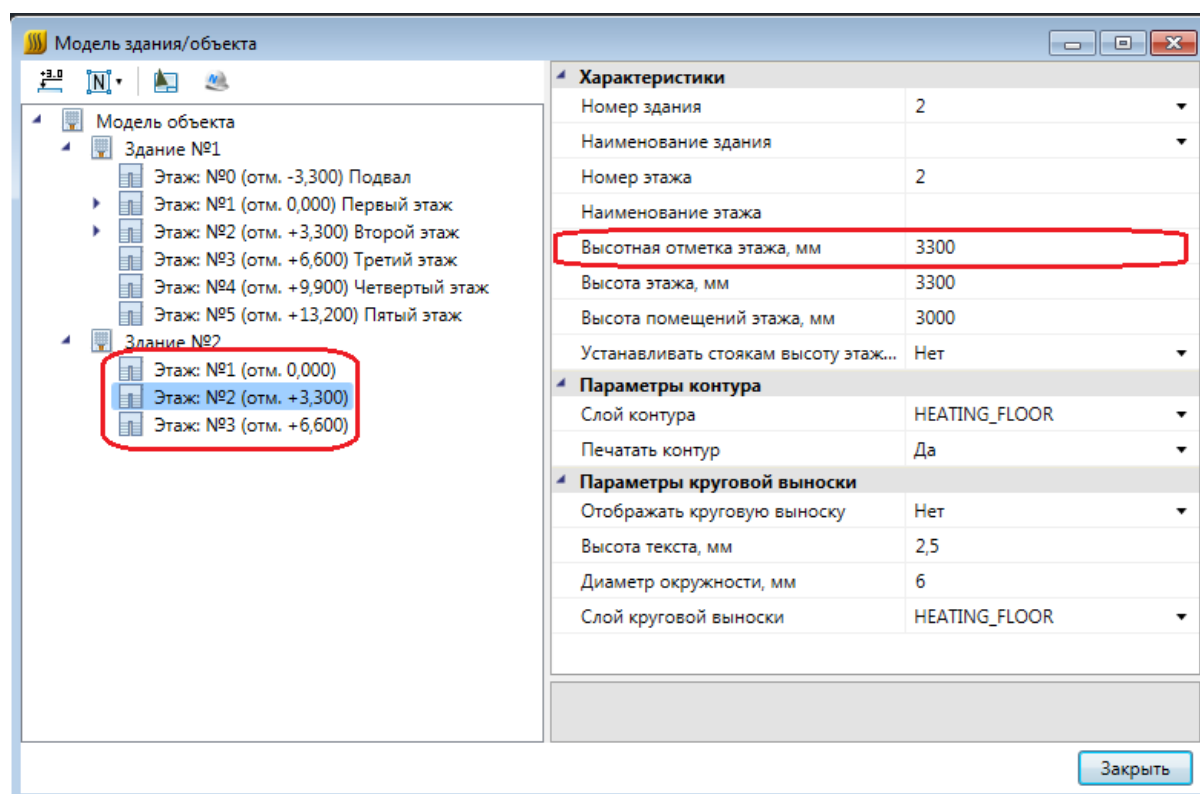 Модель здания/объекта
+3.0
N
Модель объекта
Здание №1
Этаж: №0 (отм. -3,300) Подвал
Этаж: №1 (отм. 0,000) Первый этаж
Этаж: №2 (отм. +3,300) Второй этаж
Этаж: №3 (отм. +6,600) Третий этаж
Этаж: №4 (отм. +9,900) Четвертый этаж
Этаж: №5 (отм. +13,200) Пятый этаж
Здание №2
Этаж: №1 (отм. 0,000)
Этаж: №2 (отм. +3,300)
Этаж: №3 (отм. +6,600)
Характеристики
Номер здания 2
Наименование здания
Номер этажа 2
Наименование этажа
Высотная отметка этажа, мм 3300
Высота этажа, мм 3300
Высота помещений этажа, мм 3000
Устанавливать стоякам высоту этаж... Нет
Параметры контура
Слой контура HEATING_FLOOR
Печатать контур Да
Параметры круговой выноски
Отображать круговую выноску Нет
Высота текста, мм 2,5
Диаметр окружности, мм 6
Слой круговой выноски HEATING_FLOOR
Закрыть